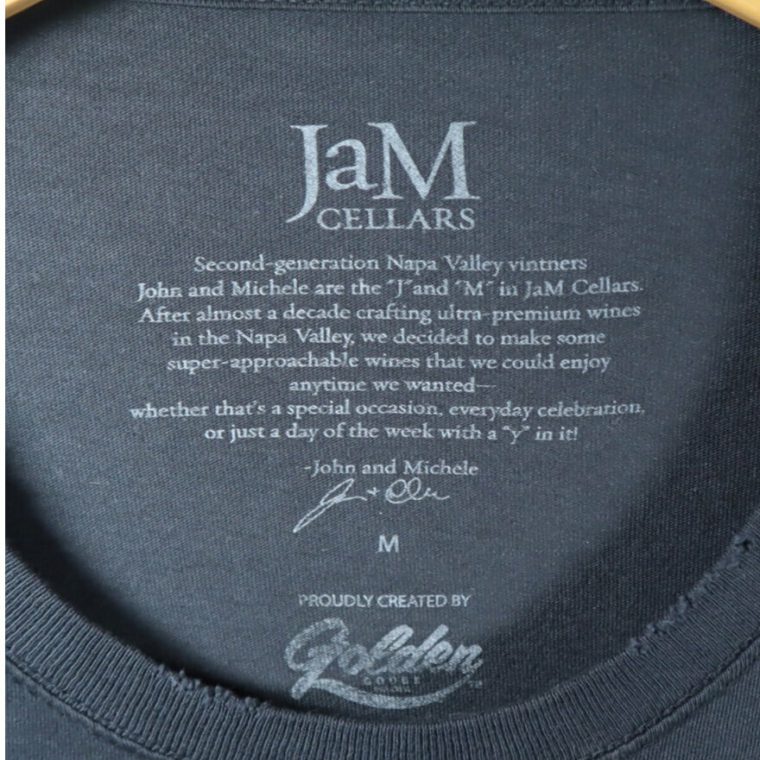 JaM
CELLARS
Second-generation Napa Valley vintners
John and Michele are the "J" and "M" in JaM Cellars.
After almost a decade crafting ultra-premium wines
in the Napa Valley, we decided to make some
super-approachable wines that we could enjoy
anytime we wanted—
whether that's a special occasion, everyday celebration,
or just a day of the week with a "y" in it!
-John and Michele
M
PROUDLY CREATED BY
Golden
GOOSE